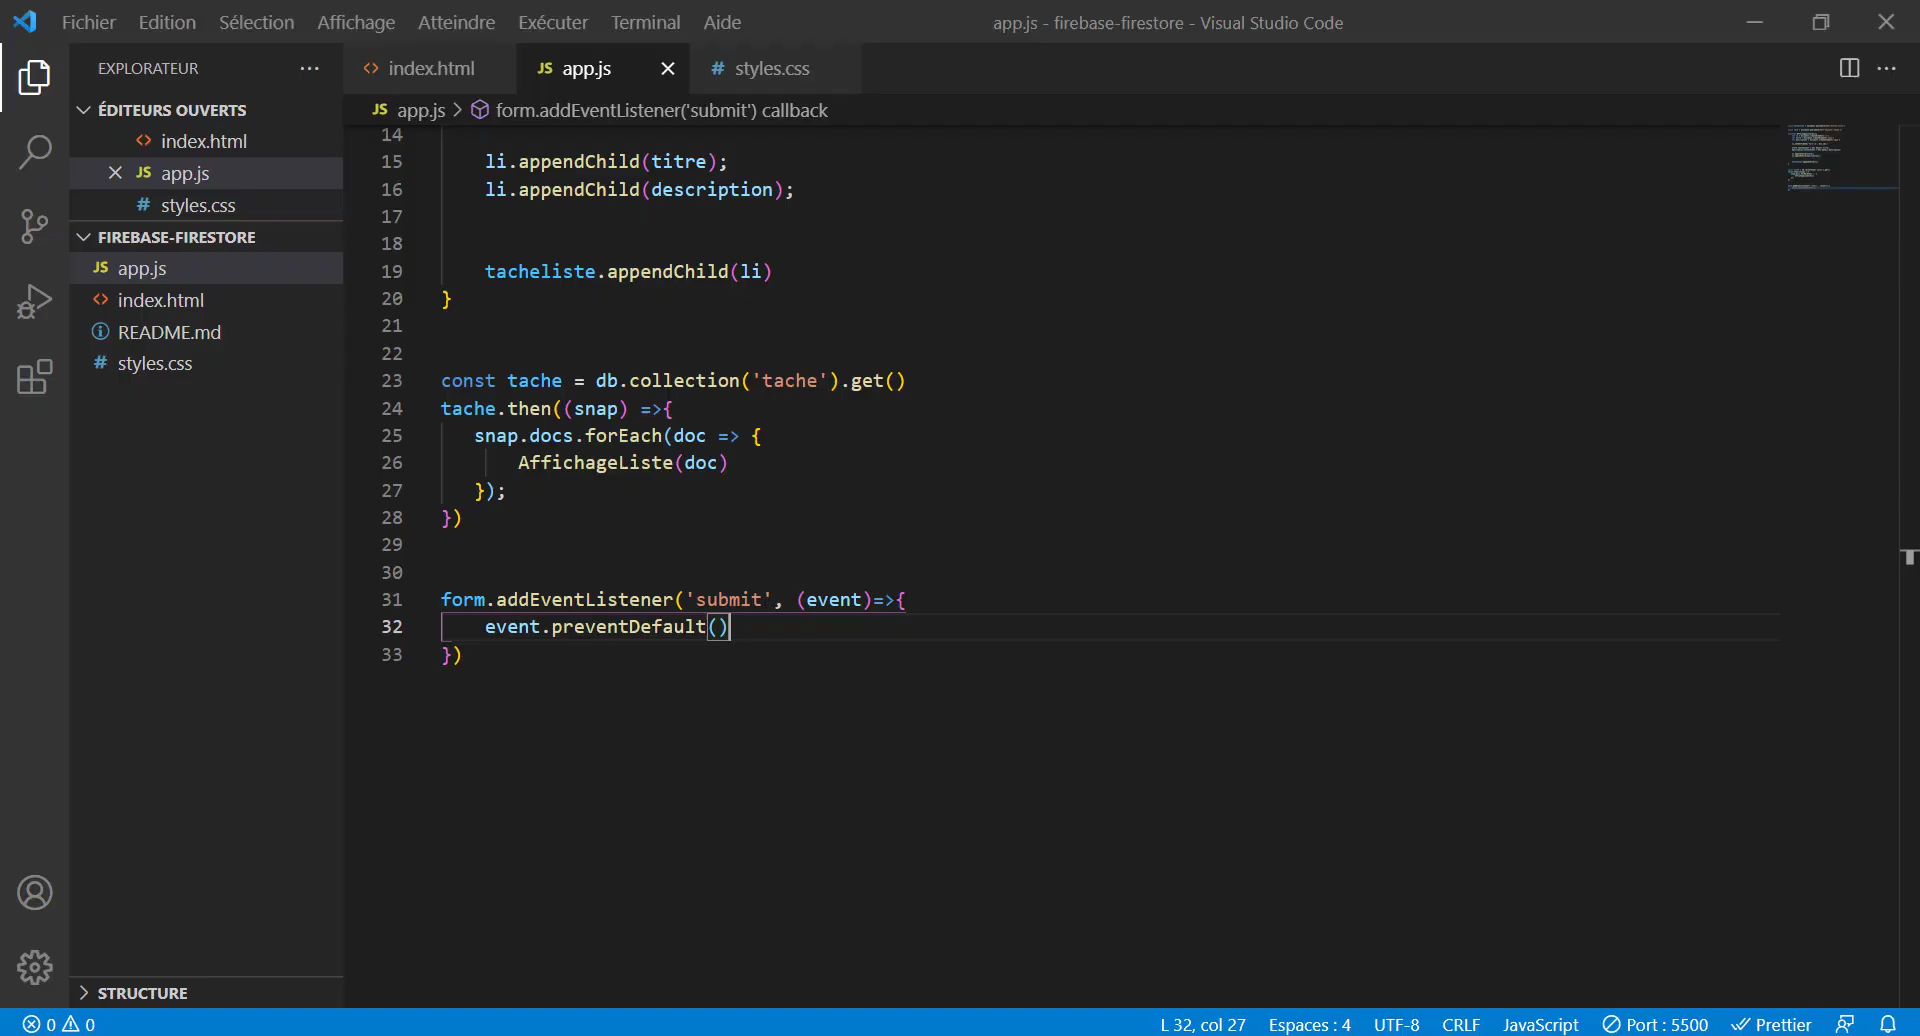 Fichier Edition Sélection Affichage Atteindre Exécuter Terminal Aide app.js - firebase-firestore - Visual Studio Code
EXPLORATEUR
index.html JS app.js # styles.css
JS app.js form.addEventListener('submit') callback
ÉDITEURS OUVERTS
index.html
JS app.js
# styles.css
FIREBASE-FIRESTORE
JS app.js
index.html
README.md
# styles.css
14
15 li.appendChild(titre);
16 li.appendChild(description);
17
18
19 tacheliste.appendChild(li)
20 }
21
22
23 const tache = db.collection('tache').get()
24 tache.then((snap) =>{
25 snap.docs.forEach(doc => {
26 AffichageListe(doc)
27 });
28 })
29
30
31 form.addEventListener('submit', (event)=>{
32 event.preventDefault()
33 })
STRUCTURE
0 0 L 32, col 27 Espaces : 4 UTF-8 CRLF JavaScript Port : 5500 Prettier